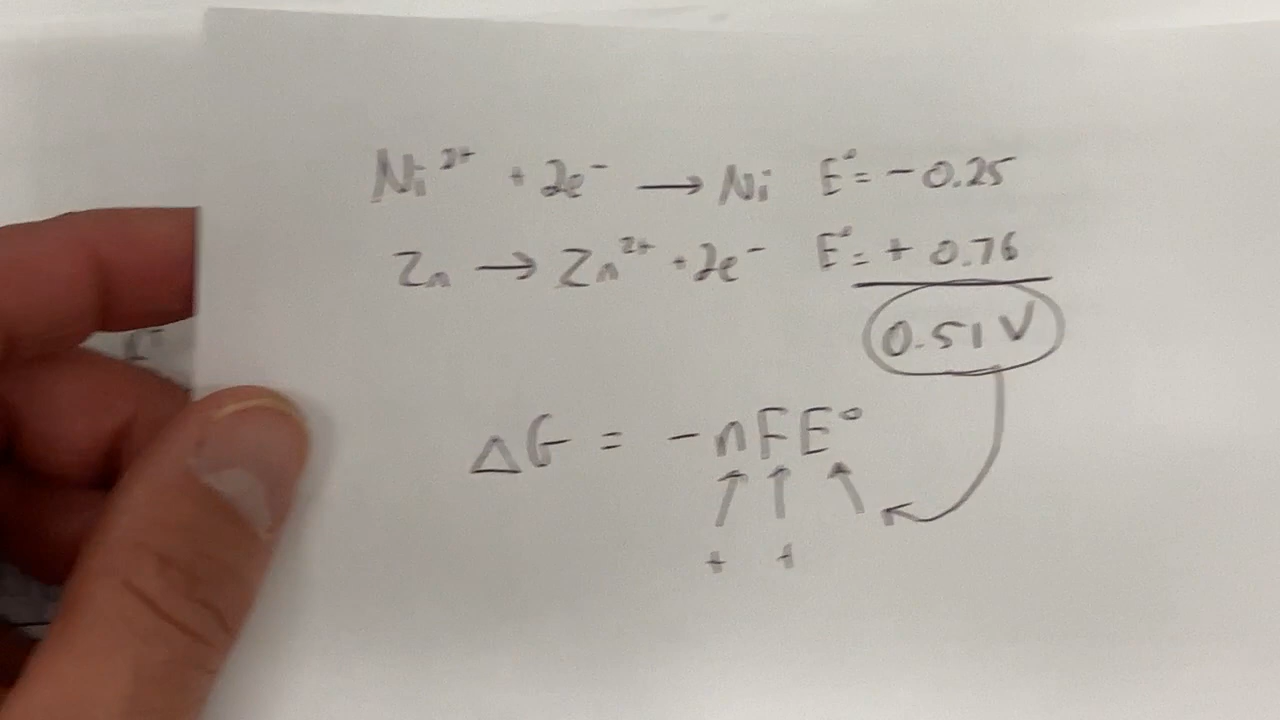 Ni²⁺ + 2e⁻ → Ni E° = -0.25
Zn → Zn²⁺ + 2e⁻ E° = + 0.76
0.51 V
ΔG = -nFE°
+ +